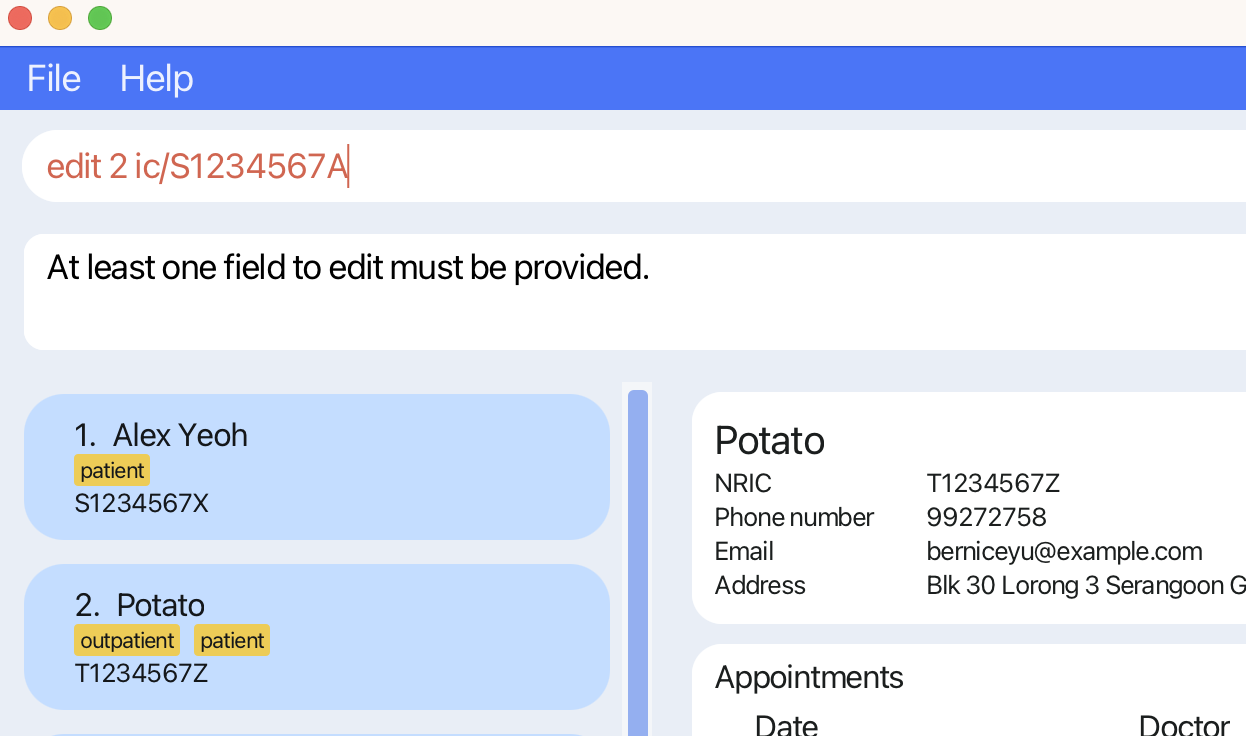 File Help
edit 2 ic/S1234567A
At least one field to edit must be provided.
1. Alex Yeoh
patient
S1234567X
2. Potato
outpatient patient
T1234567Z
Potato
NRIC T1234567Z
Phone number 99272758
Email berniceyu@example.com
Address Blk 30 Lorong 3 Serangoon G
Appointments
Date Doctor